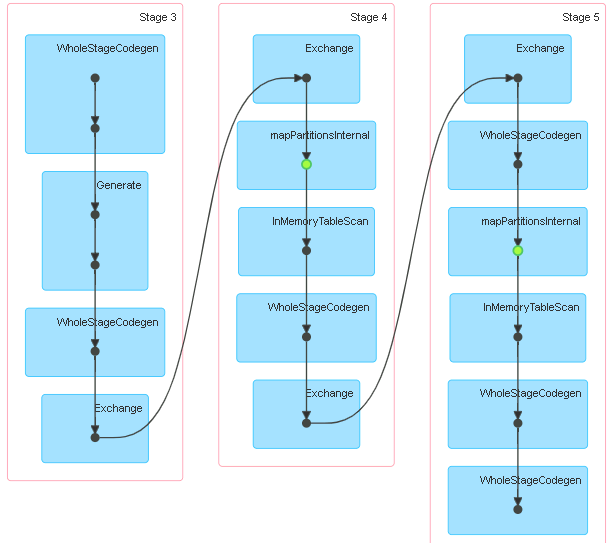 Stage 3
WholeStageCodegen
Generate
WholeStageCodegen
Exchange
Stage 4
Exchange
mapPartitionsInternal
InMemoryTableScan
WholeStageCodegen
Exchange
Stage 5
Exchange
WholeStageCodegen
mapPartitionsInternal
InMemoryTableScan
WholeStageCodegen
WholeStageCodegen